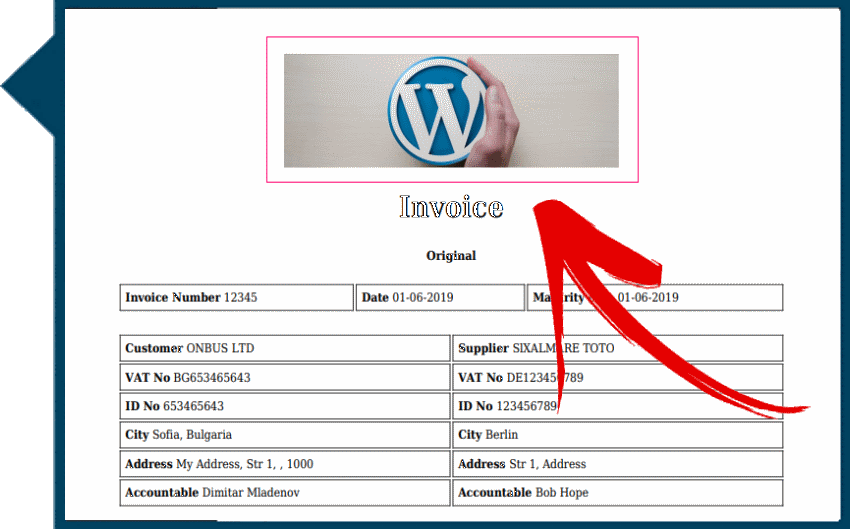 W
Invoice
Original
Invoice Number 12345 Date 01-06-2019 Maturity 01-06-2019
Customer ONBUS LTD Supplier SIXALMARE TOTO
VAT No BG653465643 VAT No DE123456789
ID No 653465643 ID No 123456789
City Sofia, Bulgaria City Berlin
Address My Address, Str 1, , 1000 Address Str 1, Address
Accountable Dimitar Mladenov Accountable Bob Hope